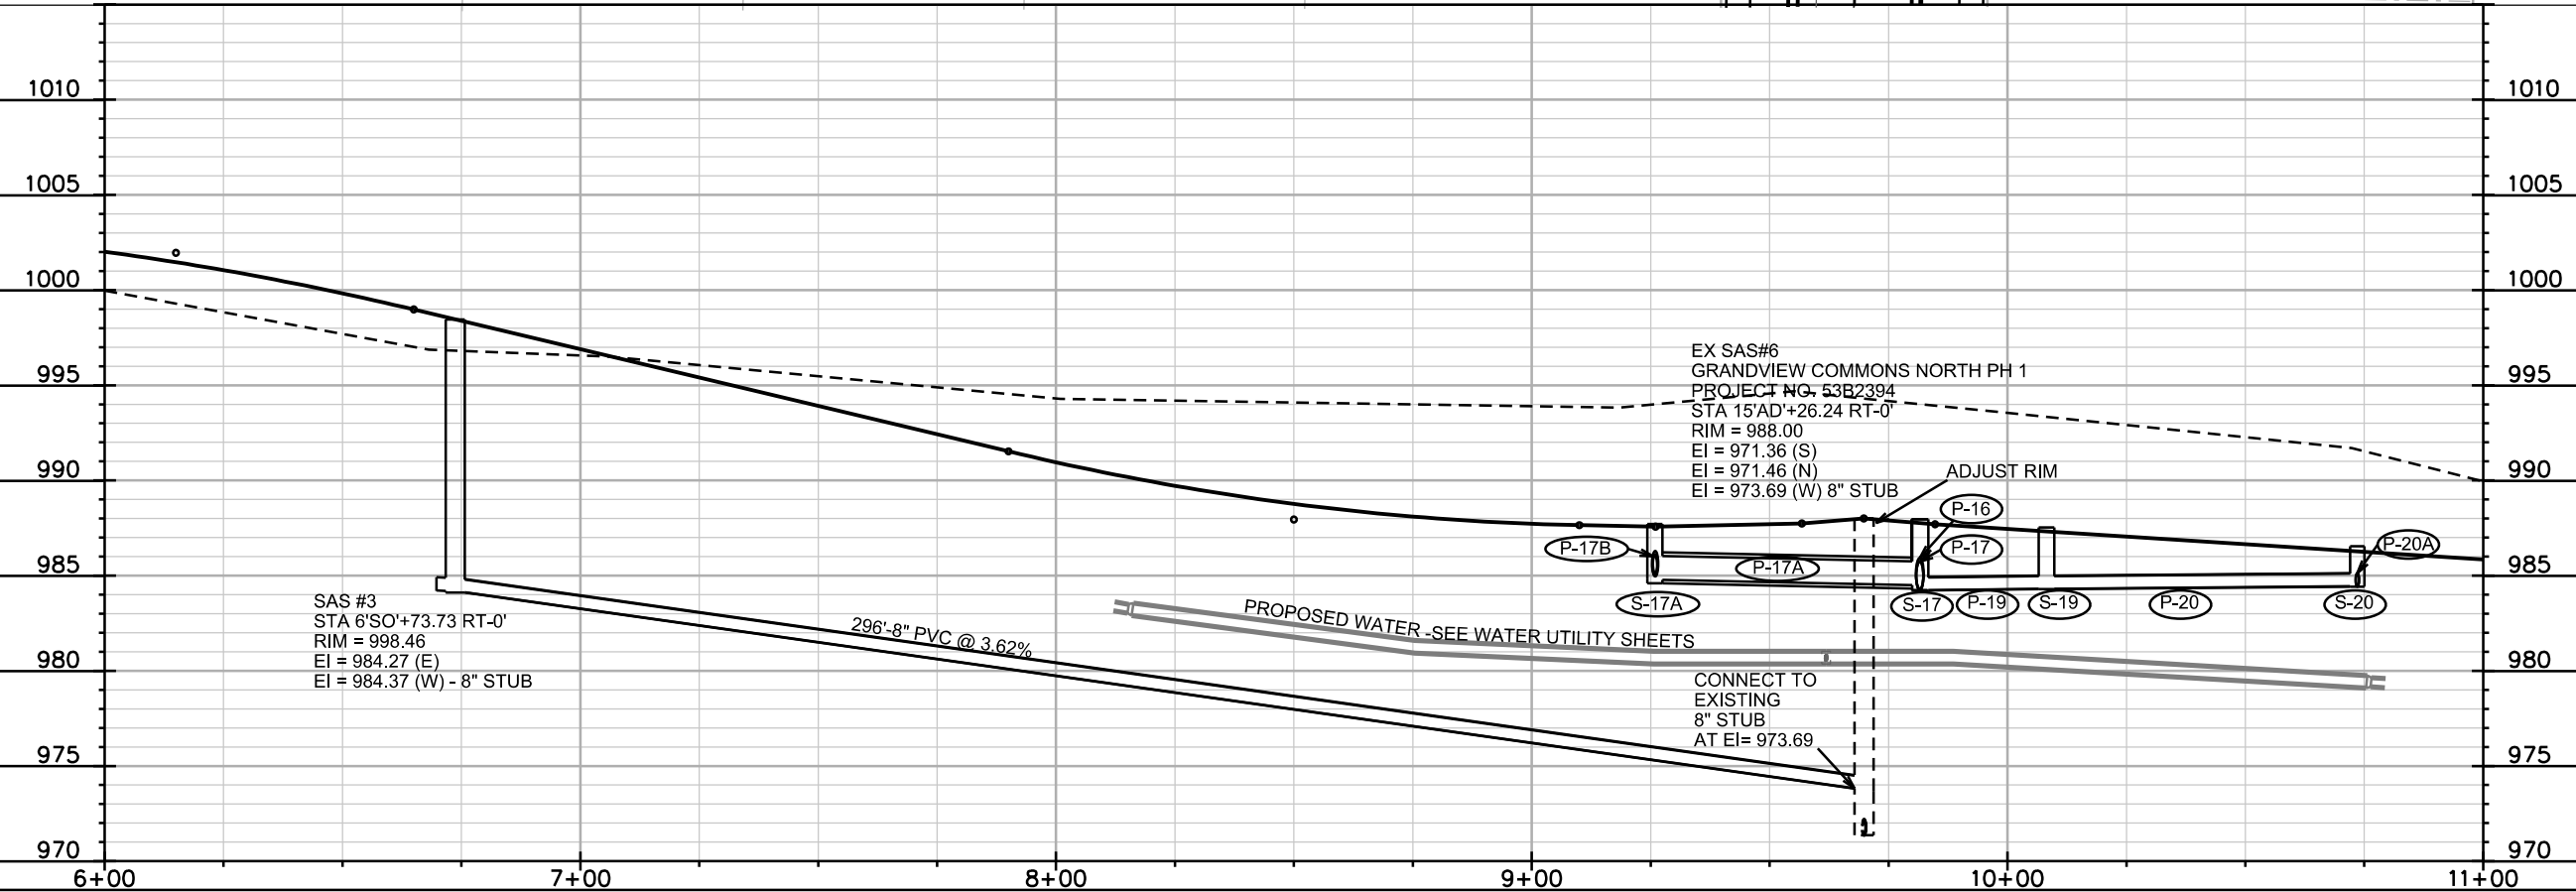 1010 1010
1005 1005
1000 1000
995 995
990 990
985 985
980 980
975 975
970 970
EX SAS#6
GRANDVIEW COMMONS NORTH PH 1
PROJECT NO. 53B2394
STA 15'AD'+26.24 RT-0'
RIM = 988.00
EI = 971.36 (S)
EI = 971.46 (N)
EI = 973.69 (W) 8" STUB
ADJUST RIM
P-16
P-17B
P-17
P-20A
P-17A
S-17A
S-17
P-19
S-19
P-20
S-20
SAS #3
STA 6'SO'+73.73 RT-0'
RIM = 998.46
EI = 984.27 (E)
EI = 984.37 (W) - 8" STUB
296'-8" PVC @ 3.62%
PROPOSED WATER -SEE WATER UTILITY SHEETS
CONNECT TO
EXISTING
8" STUB
AT EI= 973.69
6+00 7+00 8+00 9+00 10+00 11+00